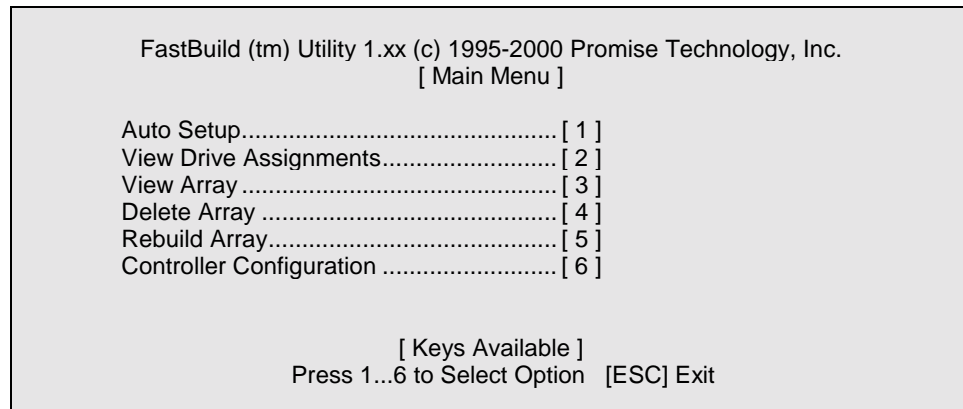 FastBuild (tm) Utility 1.xx (c) 1995-2000 Promise Technology, Inc.
[ Main Menu ]
Auto Setup............................................... [ 1 ]
View Drive Assignments.......................... [ 2 ]
View Array ............................................... [ 3 ]
Delete Array ............................................ [ 4 ]
Rebuild Array........................................... [ 5 ]
Controller Configuration .......................... [ 6 ]
[ Keys Available ]
Press 1...6 to Select Option [ESC] Exit